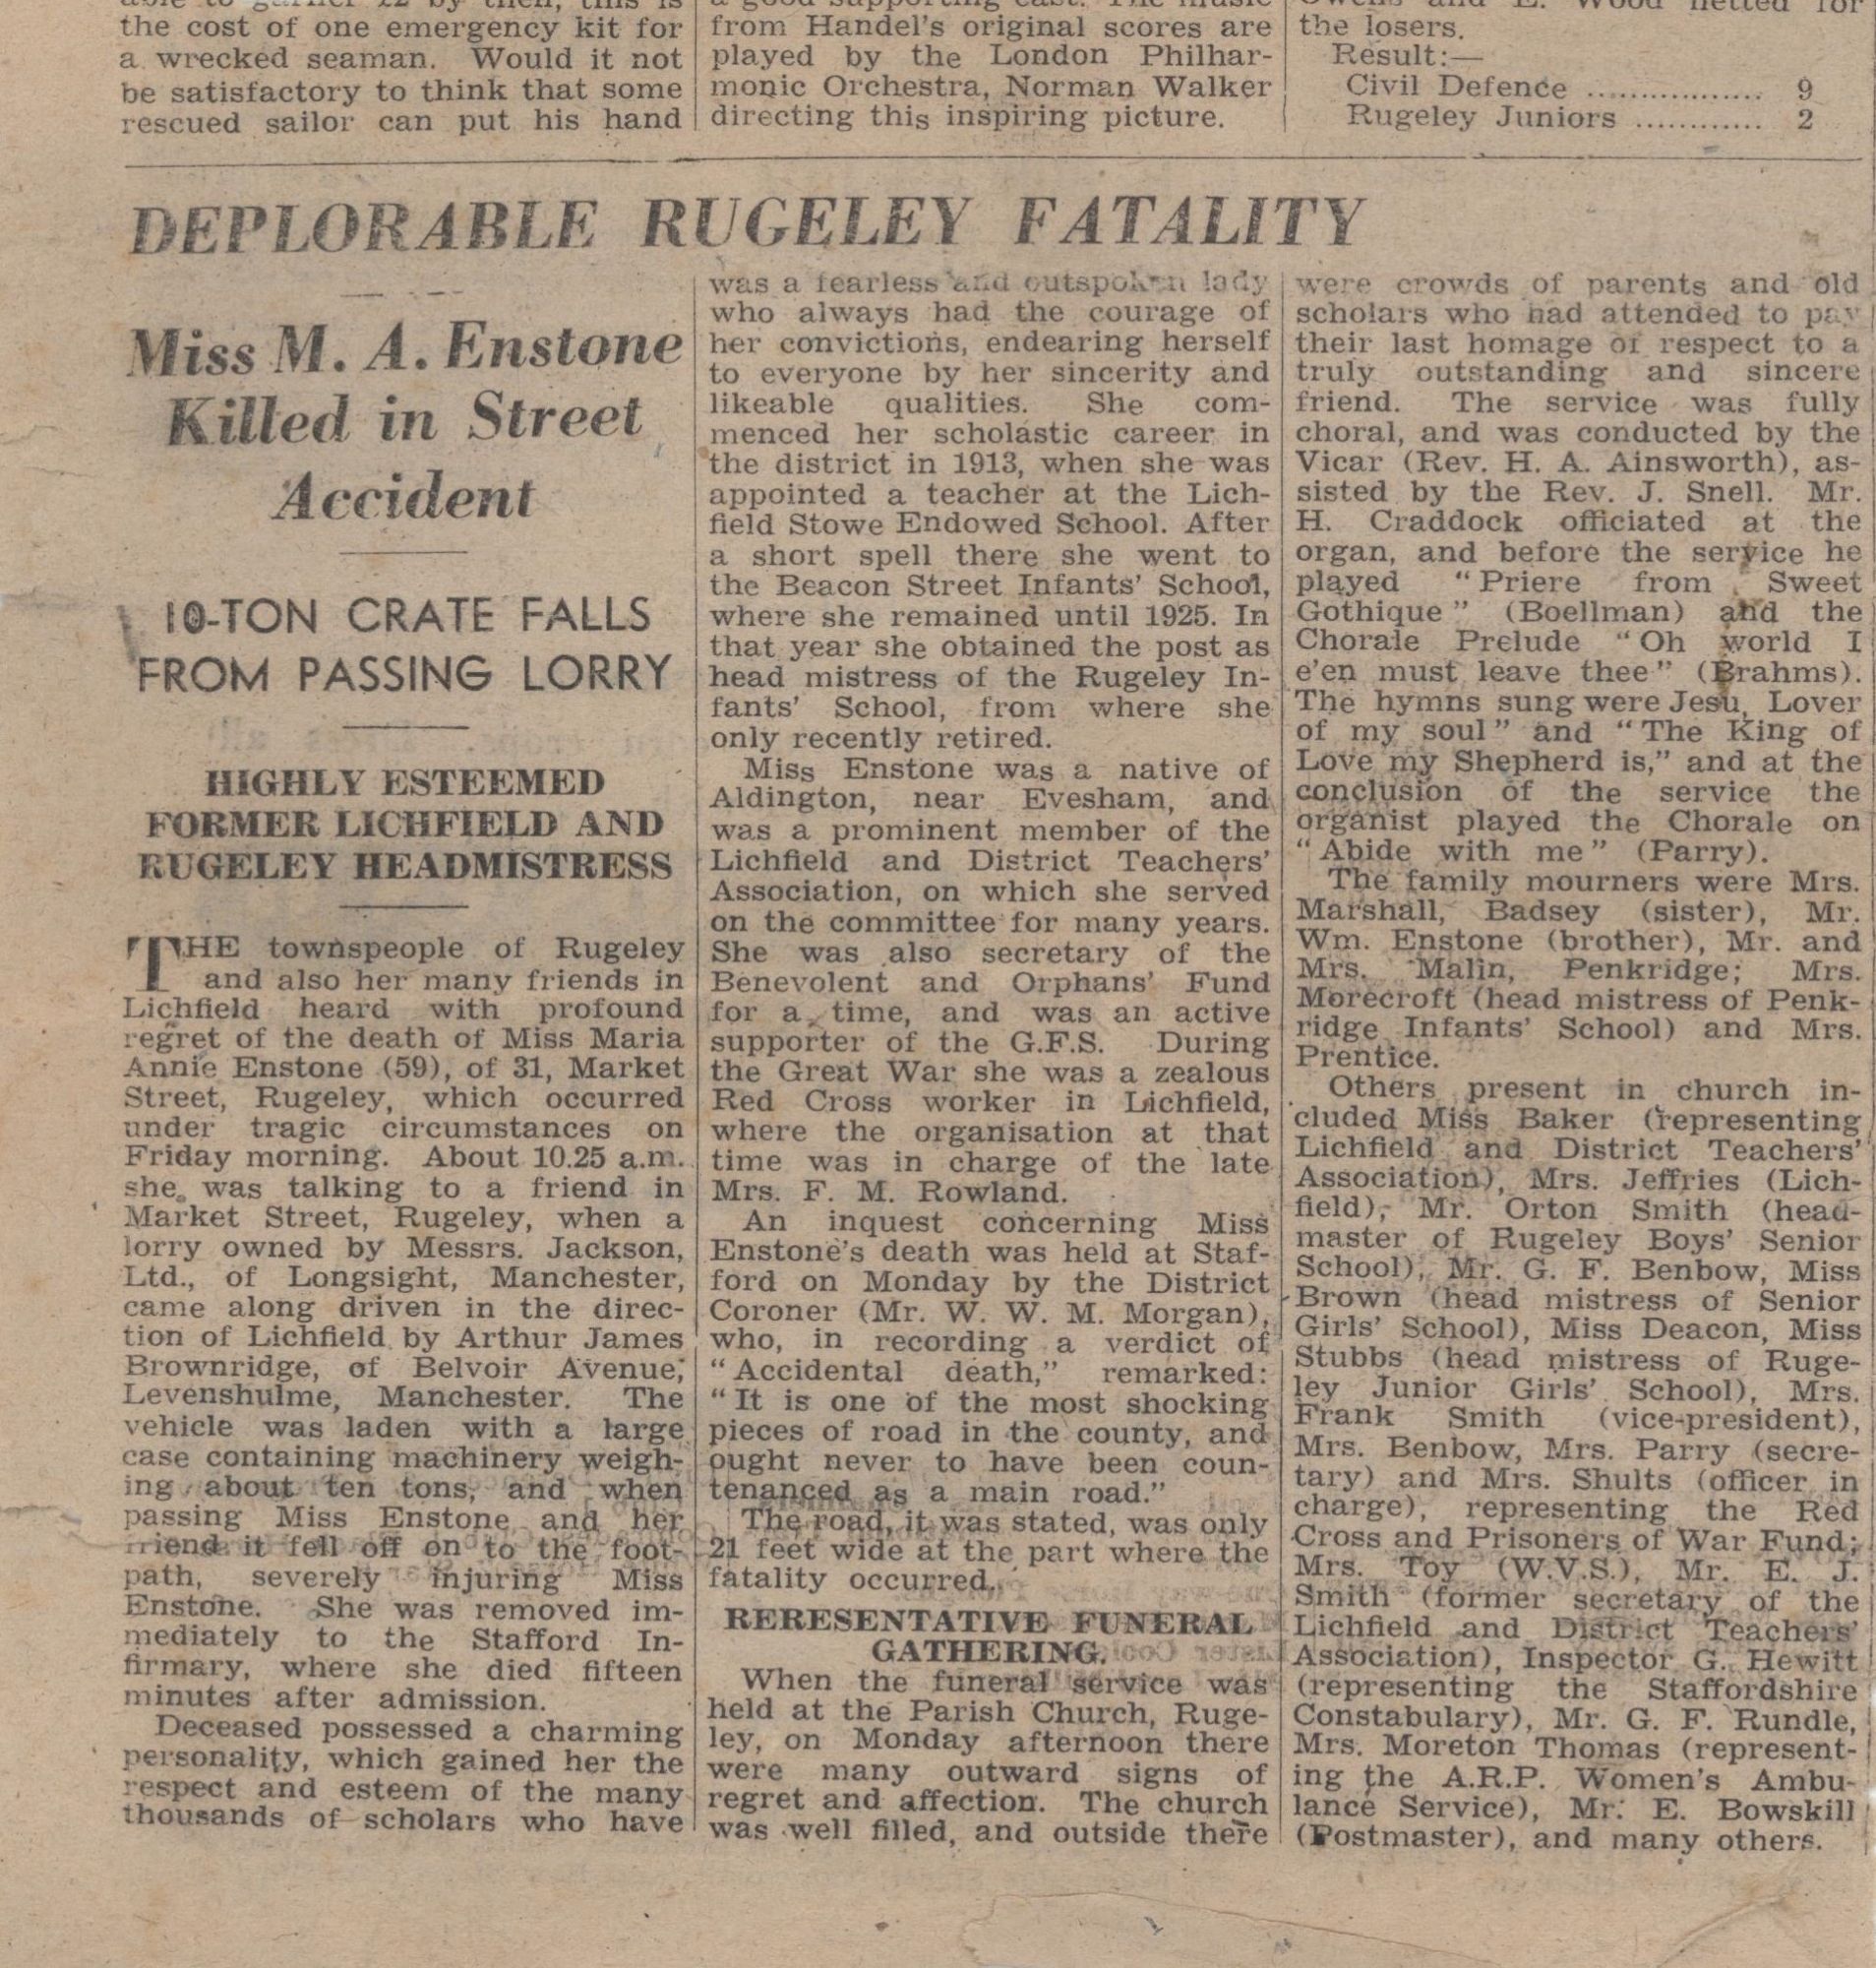 the cost of one emergency kit for
a wrecked seaman. Would it not
be satisfactory to think that some
rescued sailor can put his hand
a good supporting cast. The music
from Handel's original scores are
played by the London Philhar-
monic Orchestra, Norman Walker
directing this inspiring picture.
Owens and E. Wood netted for
the losers.
Result:—
Civil Defence ................. 9
Rugeley Juniors ............ 2
DEPLORABLE RUGELEY FATALITY
Miss M. A. Enstone
Killed in Street
Accident
10-TON CRATE FALLS
FROM PASSING LORRY
HIGHLY ESTEEMED
FORMER LICHFIELD AND
RUGELEY HEADMISTRESS
THE townspeople of Rugeley
and also her many friends in
Lichfield heard with profound
regret of the death of Miss Maria
Annie Enstone (59), of 31, Market
Street, Rugeley, which occurred
under tragic circumstances on
Friday morning. About 10.25 a.m.
she was talking to a friend in
Market Street, Rugeley, when a
lorry owned by Messrs. Jackson,
Ltd., of Longsight, Manchester,
came along driven in the direc-
tion of Lichfield by Arthur James
Brownridge, of Belvoir Avenue,
Levenshulme, Manchester. The
vehicle was laden with a large
case containing machinery weigh-
ing about ten tons, and when
passing Miss Enstone and her
friend it fell off on to the foot-
path, severely injuring Miss
Enstone. She was removed im-
mediately to the Stafford In-
firmary, where she died fifteen
minutes after admission.
Deceased possessed a charming
personality, which gained her the
respect and esteem of the many
thousands of scholars who have
was a fearless and outspoken lady
who always had the courage of
her convictions, endearing herself
to everyone by her sincerity and
likeable qualities. She com-
menced her scholastic career in
the district in 1913, when she was
appointed a teacher at the Lich-
field Stowe Endowed School. After
a short spell there she went to
the Beacon Street Infants' School,
where she remained until 1925. In
that year she obtained the post as
head mistress of the Rugeley In-
fants' School, from where she
only recently retired.
Miss Enstone was a native of
Aldington, near Evesham, and
was a prominent member of the
Lichfield and District Teachers'
Association, on which she served
on the committee for many years.
She was also secretary of the
Benevolent and Orphans' Fund
for a time, and was an active
supporter of the G.F.S. During
the Great War she was a zealous
Red Cross worker in Lichfield,
where the organisation at that
time was in charge of the late
Mrs. F. M. Rowland.
An inquest concerning Miss
Enstone's death was held at Staf-
ford on Monday by the District
Coroner (Mr. W. W. M. Morgan),
who, in recording a verdict of
"Accidental death," remarked:
"It is one of the most shocking
pieces of road in the county, and
ought never to have been coun-
tenanced as a main road."
The road, it was stated, was only
21 feet wide at the part where the
fatality occurred.
RERESENTATIVE FUNERAL
GATHERING.
When the funeral service was
held at the Parish Church, Ruge-
ley, on Monday afternoon there
were many outward signs of
regret and affection. The church
was well filled, and outside there
were crowds of parents and old
scholars who had attended to pay
their last homage of respect to a
truly outstanding and sincere
friend. The service was fully
choral, and was conducted by the
Vicar (Rev. H. A. Ainsworth), as-
sisted by the Rev. J. Snell. Mr.
H. Craddock officiated at the
organ, and before the service he
played "Priere from Sweet
Gothique" (Boellman) and the
Chorale Prelude "Oh world I
e'en must leave thee" (Brahms).
The hymns sung were Jesu, Lover
of my soul" and "The King of
Love my Shepherd is," and at the
conclusion of the service the
organist played the Chorale on
"Abide with me" (Parry).
The family mourners were Mrs.
Marshall, Badsey (sister), Mr.
Wm. Enstone (brother), Mr. and
Mrs. Malin, Penkridge; Mrs.
Morecroft (head mistress of Penk-
ridge Infants' School) and Mrs.
Prentice.
Others present in church in-
cluded Miss Baker (representing
Lichfield and District Teachers'
Association), Mrs. Jeffries (Lich-
field), Mr. Orton Smith (head-
master of Rugeley Boys' Senior
School), Mr. G. F. Benbow, Miss
Brown (head mistress of Senior
Girls' School), Miss Deacon, Miss
Stubbs (head mistress of Ruge-
ley Junior Girls' School), Mrs.
Frank Smith (vice-president),
Mrs. Benbow, Mrs. Parry (secre-
tary) and Mrs. Shults (officer in
charge), representing the Red
Cross and Prisoners of War Fund;
Mrs. Toy (W.V.S.), Mr. E. J.
Smith (former secretary of the
Lichfield and District Teachers'
Association), Inspector G. Hewitt
(representing the Staffordshire
Constabulary), Mr. G. F. Rundle,
Mrs. Moreton Thomas (represent-
ing the A.R.P. Women's Ambu-
lance Service), Mr. E. Bowskill
(Postmaster), and many others.